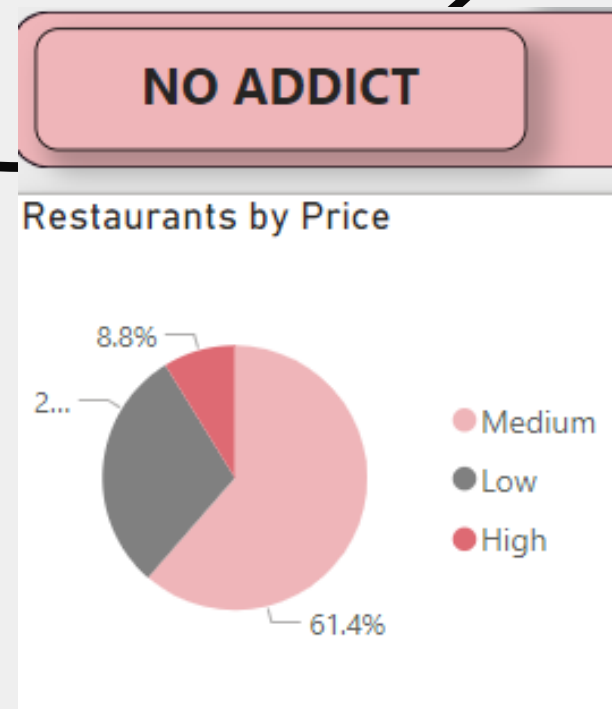 NO ADDICT
Restaurants by Price
8.8%
2...
Medium
Low
High
61.4%